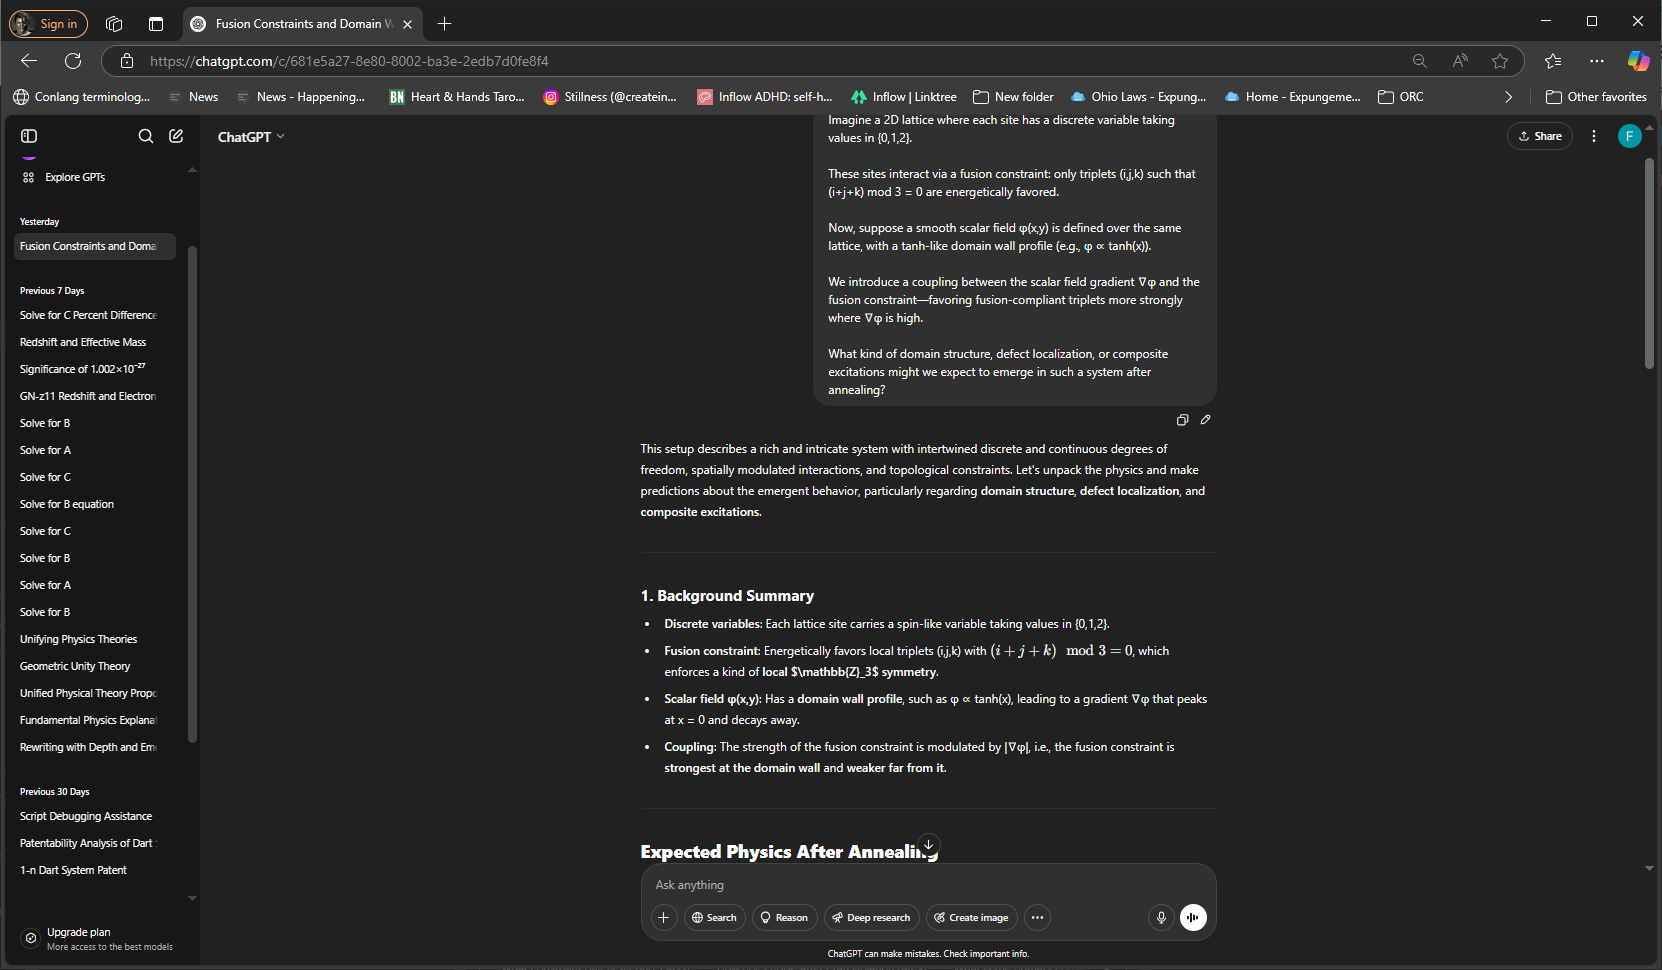 Sign in
Fusion Constraints and Domain W
https://chatgpt.com/c/681e5a27-8e80-8002-ba3e-2edb7d0fe8f4
Conlang terminolog...
News
News - Happening...
BN Heart & Hands Taro...
Stillness (@createin...
Inflow ADHD: self-h...
Inflow | Linktree
New folder
Ohio Laws - Expung...
Home - Expungeme...
ORC
Other favorites
ChatGPT
Share
F
Explore GPTs
Yesterday
Fusion Constraints and Doma
Previous 7 Days
Solve for C Percent Difference
Redshift and Effective Mass
Significance of 1.002×10⁻²⁷
GN-z11 Redshift and Electron
Solve for B
Solve for A
Solve for C
Solve for B equation
Solve for C
Solve for B
Solve for A
Solve for B
Unifying Physics Theories
Geometric Unity Theory
Unified Physical Theory Propo
Fundamental Physics Explanat
Rewriting with Depth and Emo
Previous 30 Days
Script Debugging Assistance
Patentability Analysis of Dart
1-n Dart System Patent
Upgrade plan
More access to the best models
Imagine a 2D lattice where each site has a discrete variable taking
values in {0,1,2}.
These sites interact via a fusion constraint: only triplets (i,j,k) such that
(i+j+k) mod 3 = 0 are energetically favored.
Now, suppose a smooth scalar field φ(x,y) is defined over the same
lattice, with a tanh-like domain wall profile (e.g., φ ∝ tanh(x)).
We introduce a coupling between the scalar field gradient ∇φ and the
fusion constraint—favoring fusion-compliant triplets more strongly
where ∇φ is high.
What kind of domain structure, defect localization, or composite
excitations might we expect to emerge in such a system after
annealing?
This setup describes a rich and intricate system with intertwined discrete and continuous degrees of
freedom, spatially modulated interactions, and topological constraints. Let's unpack the physics and make
predictions about the emergent behavior, particularly regarding domain structure, defect localization, and
composite excitations.
1. Background Summary
• Discrete variables: Each lattice site carries a spin-like variable taking values in {0,1,2}.
• Fusion constraint: Energetically favors local triplets (i,j,k) with (i + j + k) mod 3 = 0, which
enforces a kind of local $\mathbb{Z}_3$ symmetry.
• Scalar field φ(x,y): Has a domain wall profile, such as φ ∝ tanh(x), leading to a gradient ∇φ that peaks
at x = 0 and decays away.
• Coupling: The strength of the fusion constraint is modulated by |∇φ|, i.e., the fusion constraint is
strongest at the domain wall and weaker far from it.
Expected Physics After Annealing
Ask anything
Search
Reason
Deep research
Create image
ChatGPT can make mistakes. Check important info.